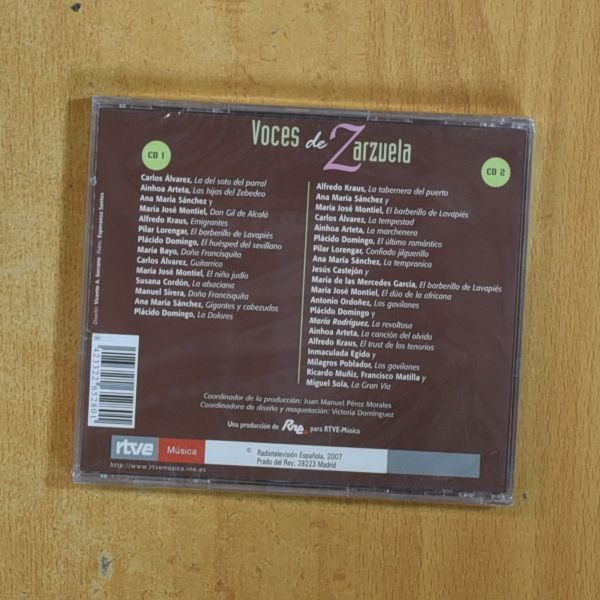 Voces de Zarzuela
CD 1
Carlos Álvarez, La del soto del parral
Ainhoa Arteta, Las hijas del Zebedeo
Ana María Sánchez y
María José Montiel, Don Gil de Alcalá
Alfredo Kraus, Emigrantes
Pilar Lorengar, El barberillo de Lavapiés
Plácido Domingo, El huésped del sevillano
María Bayo, Doña Francisquita
Carlos Álvarez, Guitarrico
María José Montiel, El niño judío
Susana Cordón, La alsaciana
Manuel Sirera, Doña Francisquita
Ana María Sánchez, Gigantes y cabezudos
Plácido Domingo, La Dolores
CD 2
Alfredo Kraus, La tabernera del puerto
Ana María Sánchez y
María José Montiel, El barberillo de Lavapiés
Carlos Álvarez, La tempestad
Ainhoa Arteta, La marchenera
Plácido Domingo, El último romántico
Pilar Lorengar, Confiado jilguerillo
Ana María Sánchez, La tempranica
Jesús Castejón y
María de las Mercedes García, El barberillo de Lavapiés
María José Montiel, El dúo de la africana
Antonio Ordoñez, Los gavilanes
Plácido Domingo y
María Rodríguez, La revoltosa
Ainhoa Arteta, La canción del olvido
Alfredo Kraus, El trust de los tenorios
Inmaculada Egido y
Milagros Poblador, Los gavilanes
Ricardo Muñiz, Francisco Matilla y
Miguel Sola, La Gran Vía
Coordinador de la producción: Juan Manuel Pérez Morales
Coordinadora de diseño y maquetación: Victoria Domínguez
Una producción de Rne para RTVE-Música
rtve Música
© Radiotelevisión Española, 2007
Prado del Rey. 28223 Madrid
http://www.rtvemusica.rne.es